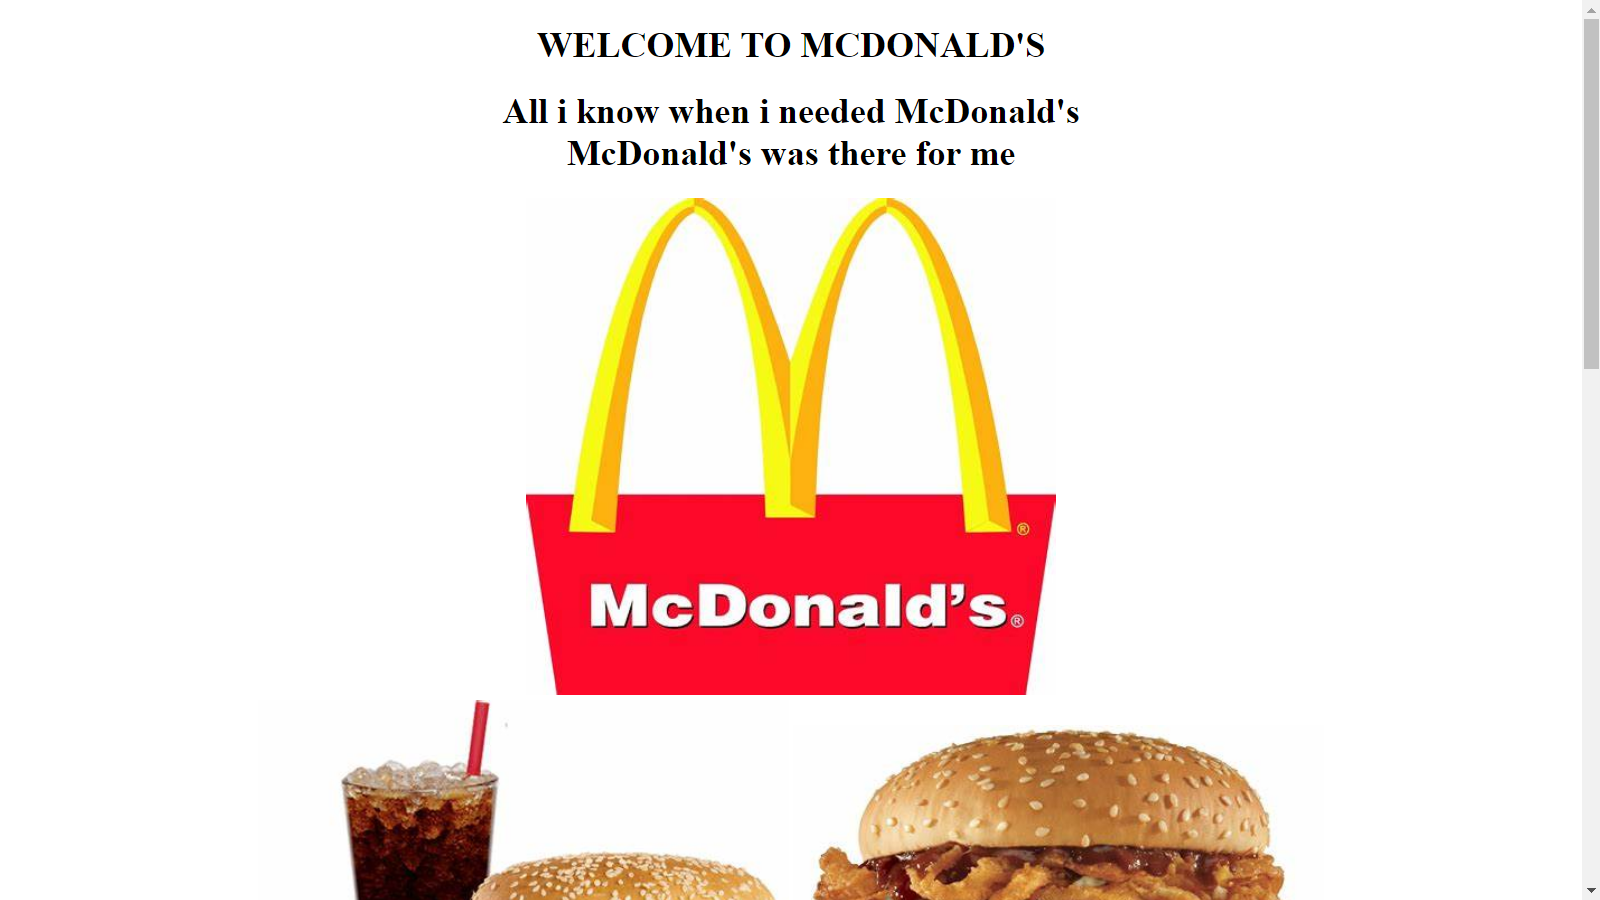 WELCOME TO MCDONALD'S
All i know when i needed McDonald's
McDonald's was there for me
®
McDonald’s®